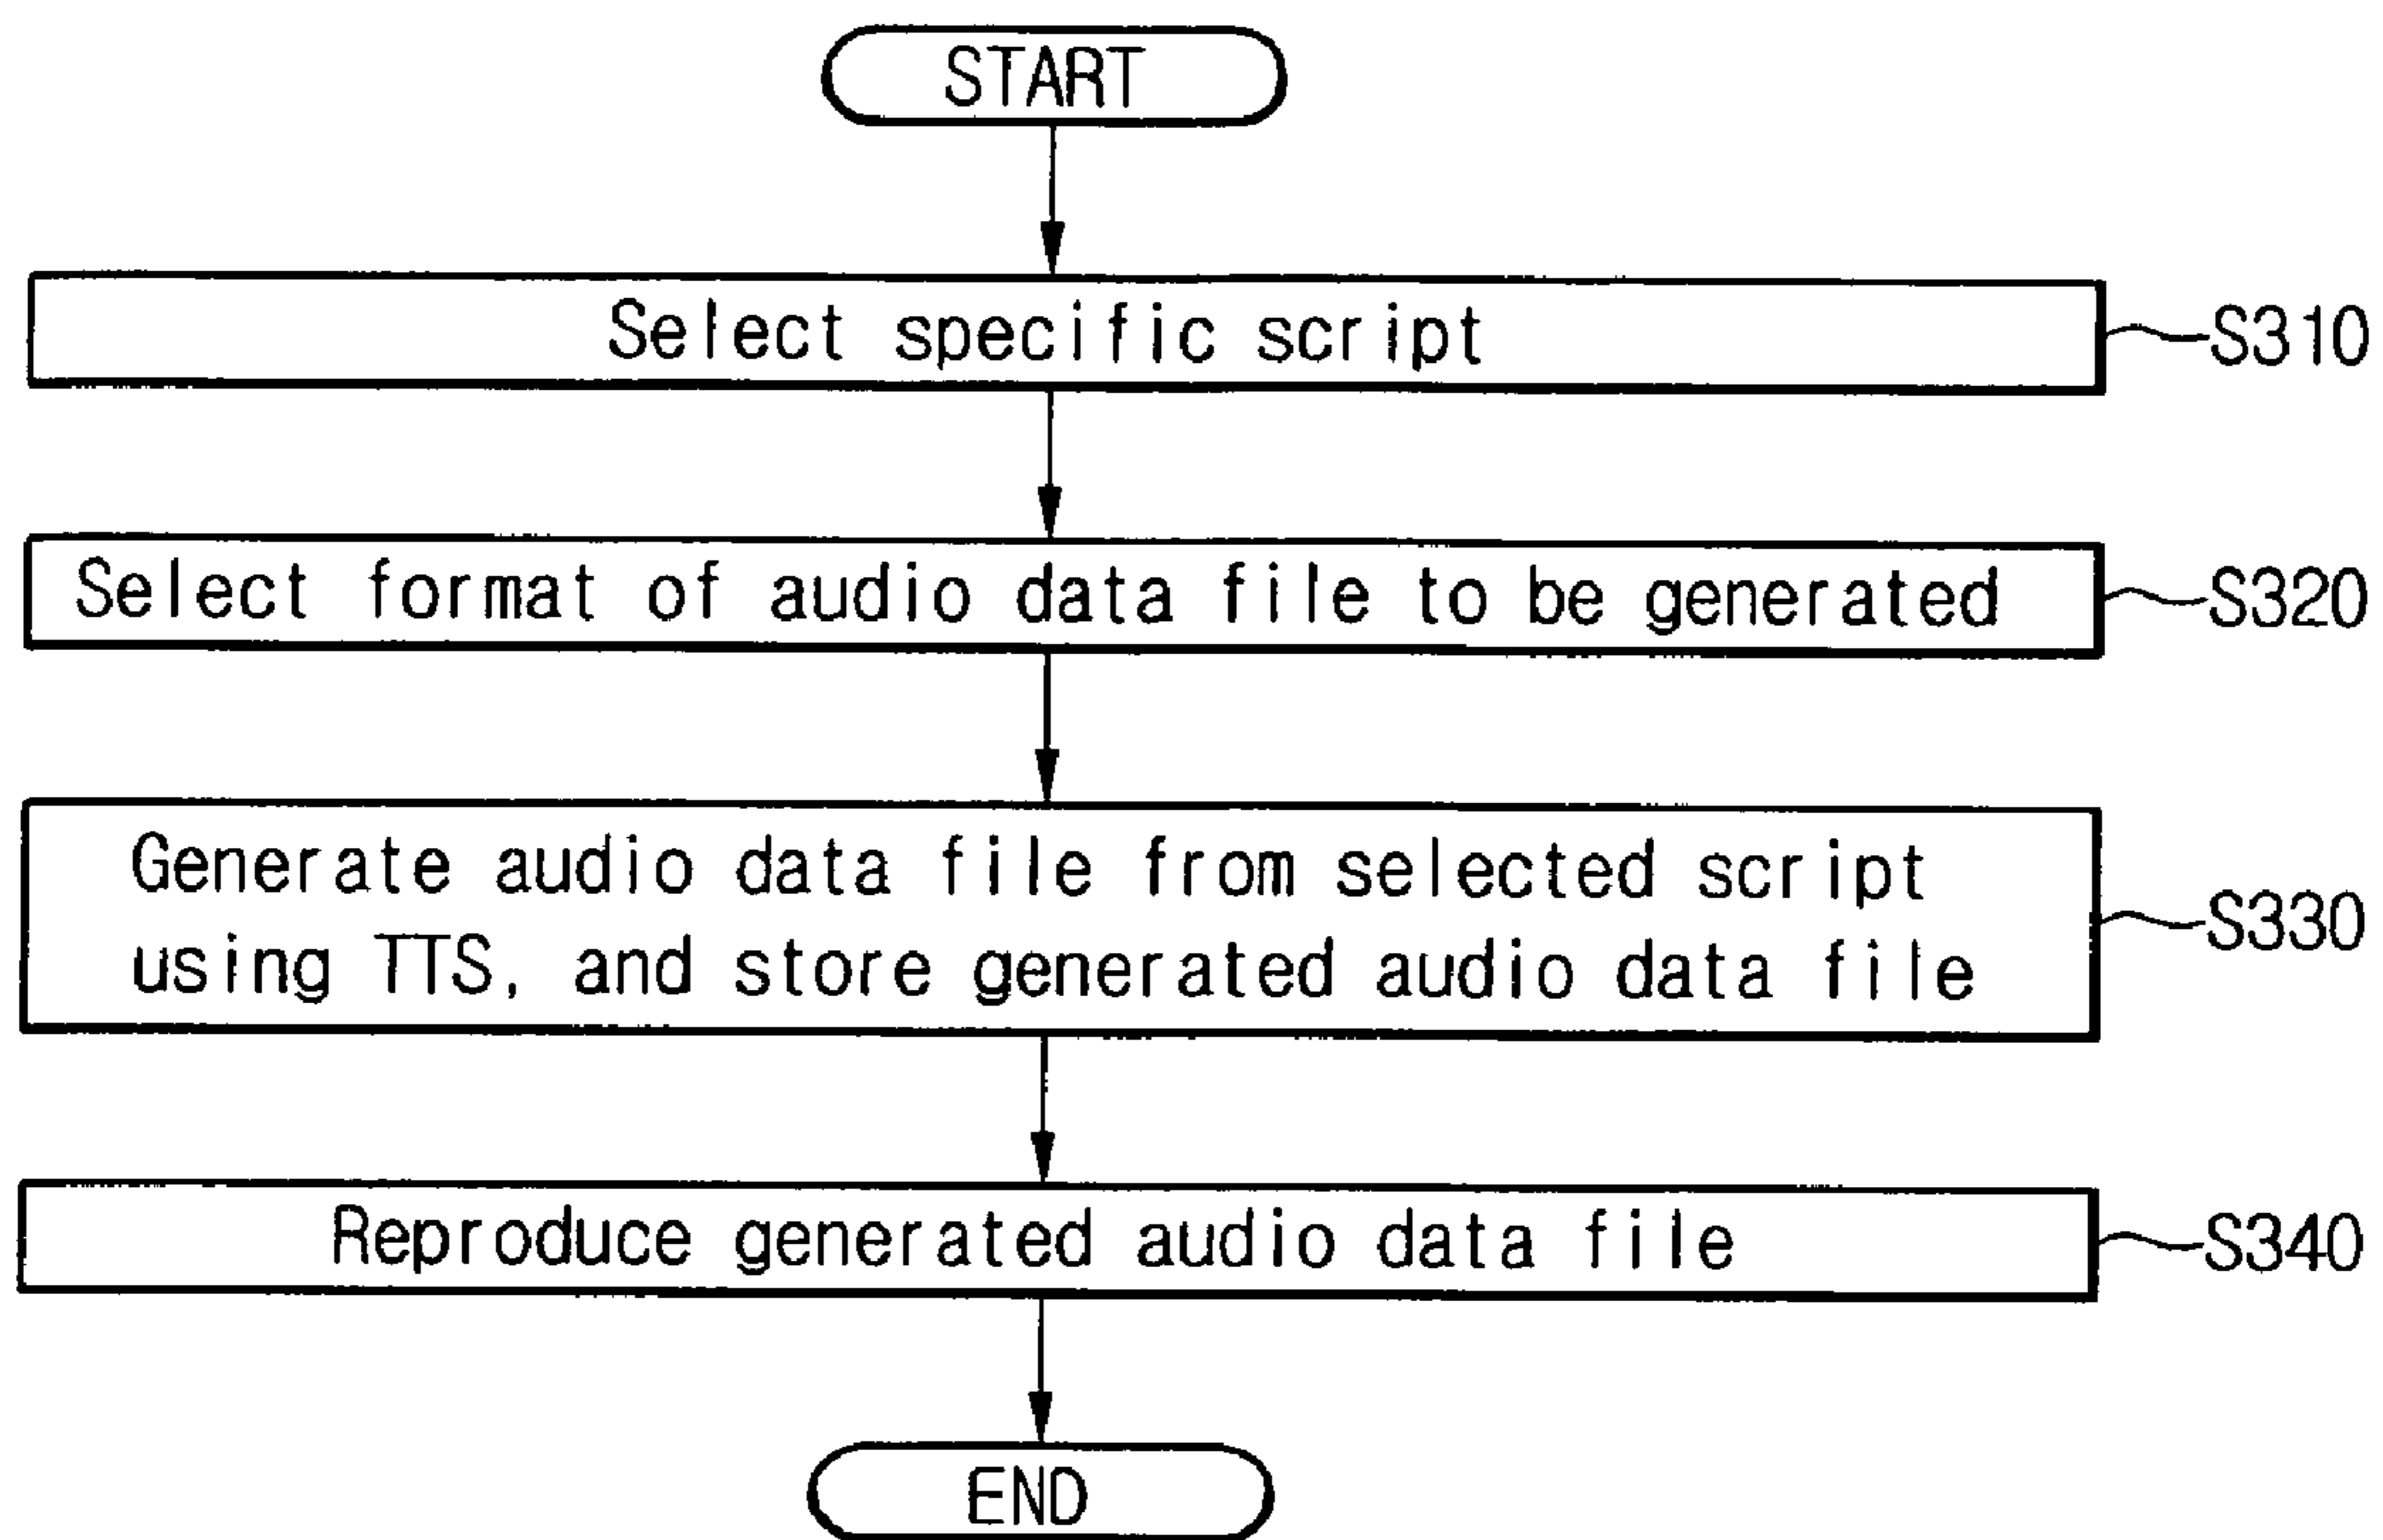 START
Select specific script
S310
Select format of audio data file to be generated
S320
Generate audio data file from selected script
using TTS, and store generated audio data file
S330
Reproduce generated audio data file
S340
END